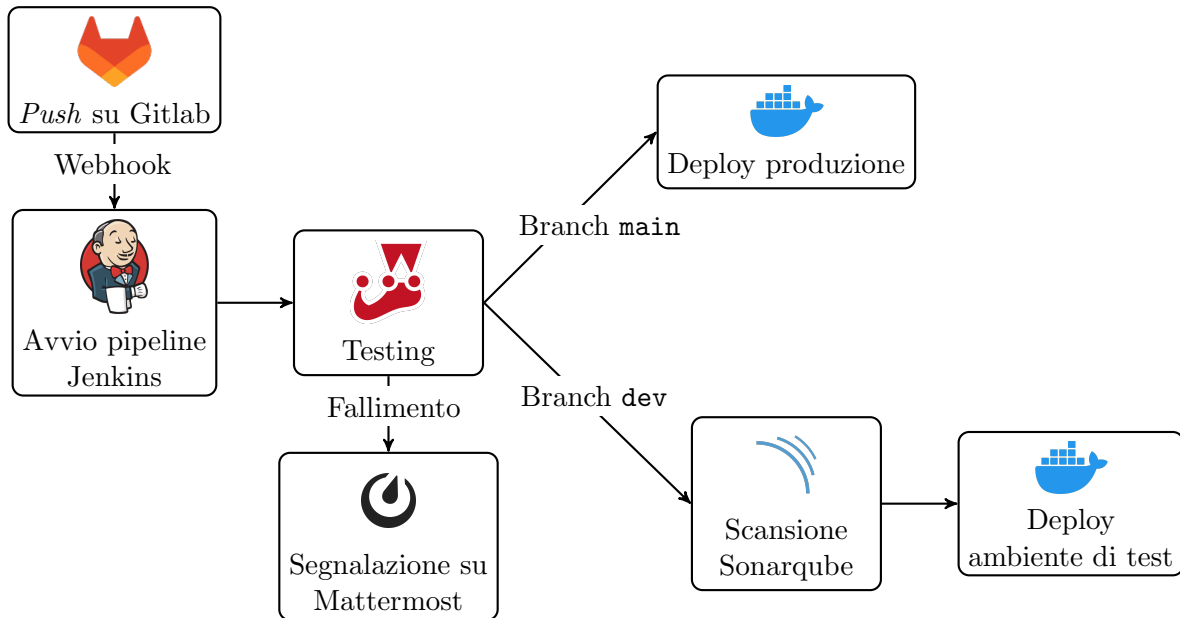 Push su Gitlab
Webhook
Avvio pipeline
Jenkins
Testing
Fallimento
Segnalazione su
Mattermost
Branch main
Deploy produzione
Branch dev
Scansione
Sonarqube
Deploy
ambiente di test